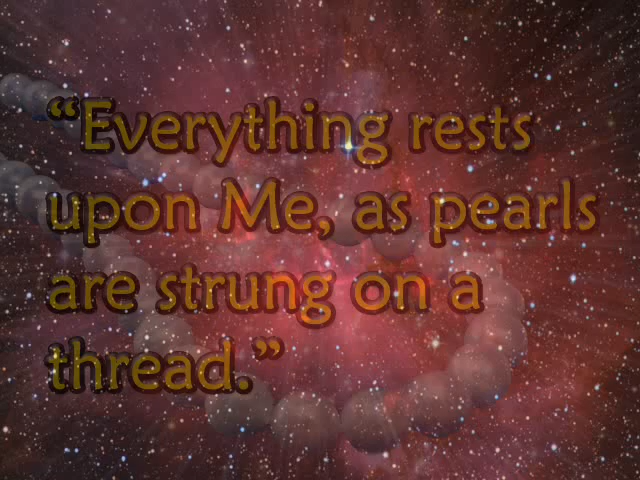 “Everything rests
upon Me, as pearls
are strung on a
thread.”